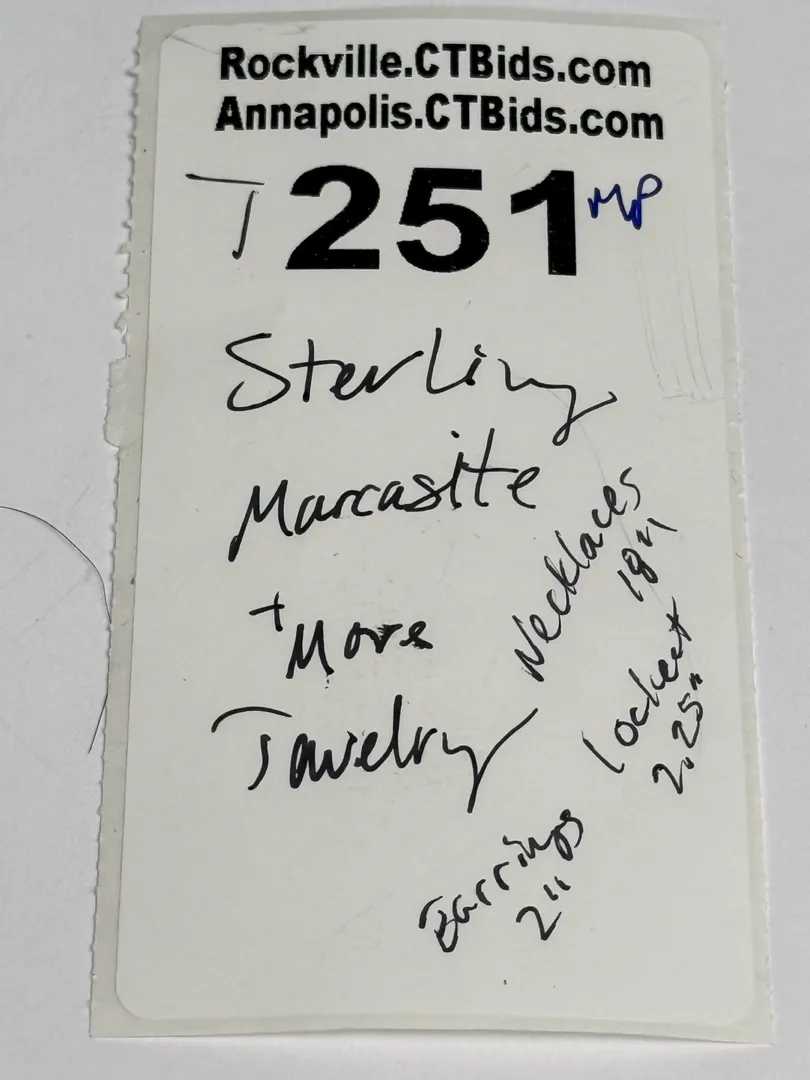 Rockville.CTBids.com
Annapolis.CTBids.com
J 251 MP
Sterling
Marcasite
+ More
Jewelry
Necklaces
18"
locket
2.25"
Earrings
2"